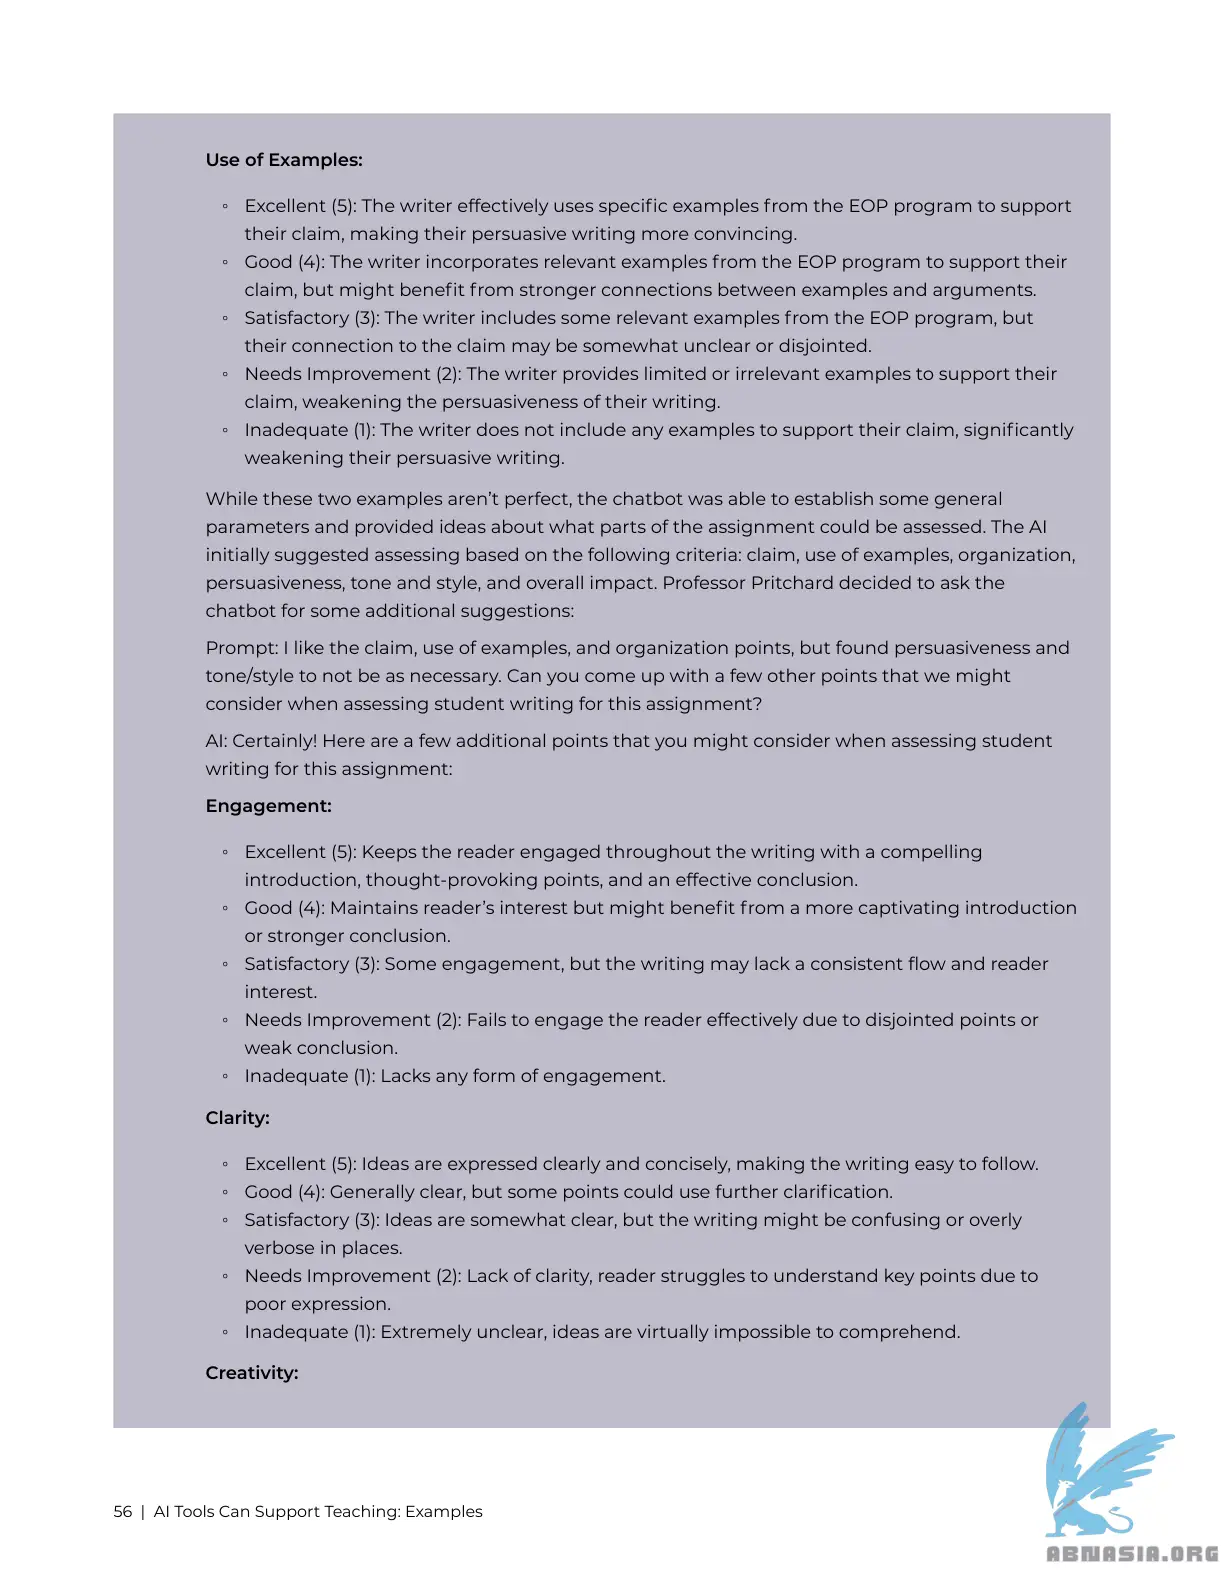 Use of Examples:
◦ Excellent (5): The writer effectively uses specific examples from the EOP program to support
their claim, making their persuasive writing more convincing.
◦ Good (4): The writer incorporates relevant examples from the EOP program to support their
claim, but might benefit from stronger connections between examples and arguments.
◦ Satisfactory (3): The writer includes some relevant examples from the EOP program, but
their connection to the claim may be somewhat unclear or disjointed.
◦ Needs Improvement (2): The writer provides limited or irrelevant examples to support their
claim, weakening the persuasiveness of their writing.
◦ Inadequate (1): The writer does not include any examples to support their claim, significantly
weakening their persuasive writing.
While these two examples aren’t perfect, the chatbot was able to establish some general
parameters and provided ideas about what parts of the assignment could be assessed. The AI
initially suggested assessing based on the following criteria: claim, use of examples, organization,
persuasiveness, tone and style, and overall impact. Professor Pritchard decided to ask the
chatbot for some additional suggestions:
Prompt: I like the claim, use of examples, and organization points, but found persuasiveness and
tone/style to not be as necessary. Can you come up with a few other points that we might
consider when assessing student writing for this assignment?
AI: Certainly! Here are a few additional points that you might consider when assessing student
writing for this assignment:
Engagement:
◦ Excellent (5): Keeps the reader engaged throughout the writing with a compelling
introduction, thought-provoking points, and an effective conclusion.
◦ Good (4): Maintains reader’s interest but might benefit from a more captivating introduction
or stronger conclusion.
◦ Satisfactory (3): Some engagement, but the writing may lack a consistent flow and reader
interest.
◦ Needs Improvement (2): Fails to engage the reader effectively due to disjointed points or
weak conclusion.
◦ Inadequate (1): Lacks any form of engagement.
Clarity:
◦ Excellent (5): Ideas are expressed clearly and concisely, making the writing easy to follow.
◦ Good (4): Generally clear, but some points could use further clarification.
◦ Satisfactory (3): Ideas are somewhat clear, but the writing might be confusing or overly
verbose in places.
◦ Needs Improvement (2): Lack of clarity, reader struggles to understand key points due to
poor expression.
◦ Inadequate (1): Extremely unclear, ideas are virtually impossible to comprehend.
Creativity:
56 | AI Tools Can Support Teaching: Examples
ABNASIA.ORG